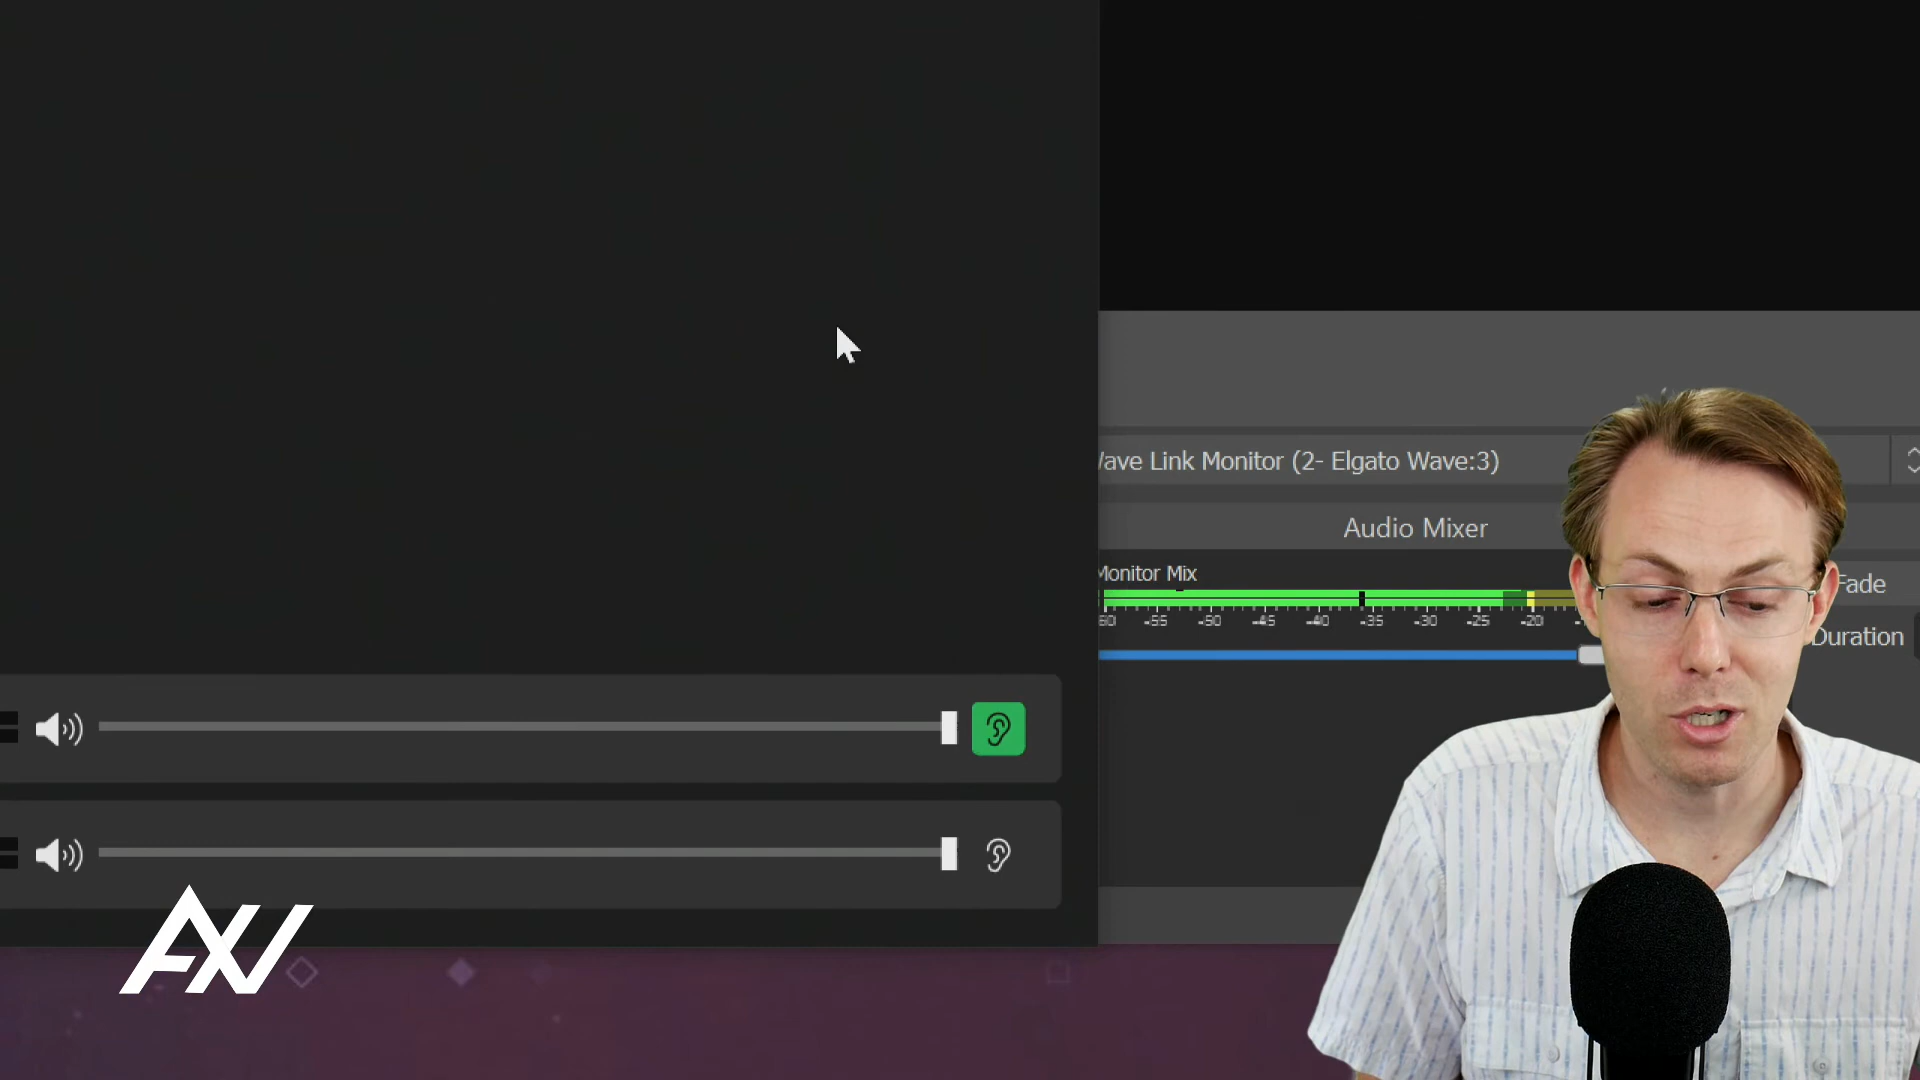 Wave Link Monitor (2- Elgato Wave:3)
Audio Mixer
Monitor Mix
Fade
-60 -55 -50 -45 -40 -35 -30 -25 -20
Duration